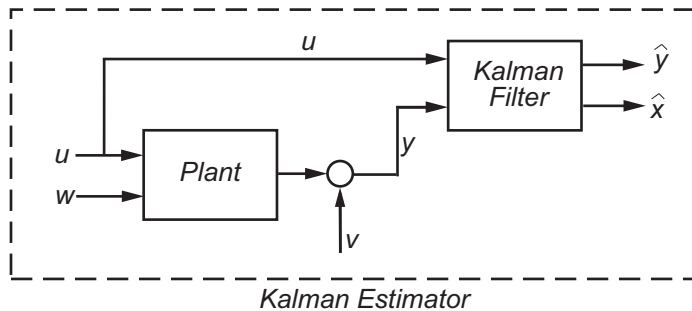 u
Kalman
Filter
ŷ
x̂
u
w
Plant
y
v
Kalman Estimator